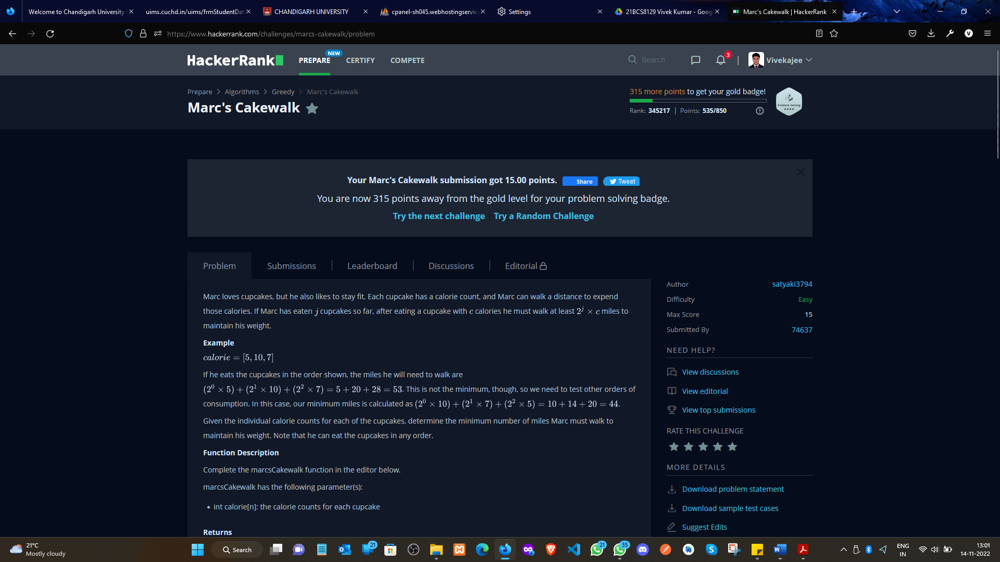 Welcome to Chandigarh University
uims.cuchd.in/uims/frmStudentDat
CHANDIGARH UNIVERSITY
cpanel-sh045.webhostingservic
Settings
21BCS8129 Vivek Kumar - Goog
Marc's Cakewalk | HackerRank
https://www.hackerrank.com/challenges/marcs-cakewalk/problem
V
HackerRank
PREPARE
NEW
CERTIFY
COMPETE
Search
3
|
Vivekajee
Prepare > Algorithms > Greedy > Marc's Cakewalk
Marc's Cakewalk
315 more points to get your gold badge!
Rank: 345217 | Points: 535/850
Problem Solving
Your Marc's Cakewalk submission got 15.00 points. Share Tweet
You are now 315 points away from the gold level for your problem solving badge.
Try the next challenge | Try a Random Challenge
Problem
Submissions
Leaderboard
Discussions
Editorial
Marc loves cupcakes, but he also likes to stay fit. Each cupcake has a calorie count, and Marc can walk a distance to expend
those calories. If Marc has eaten j cupcakes so far, after eating a cupcake with c calories he must walk at least 2^j × c miles to
maintain his weight.
Example
calorie = [5, 10, 7]
If he eats the cupcakes in the order shown, the miles he will need to walk are
(2^0 × 5) + (2^1 × 10) + (2^2 × 7) = 5 + 20 + 28 = 53. This is not the minimum, though, so we need to test other orders of
consumption. In this case, our minimum miles is calculated as (2^0 × 10) + (2^1 × 7) + (2^2 × 5) = 10 + 14 + 20 = 44.
Given the individual calorie counts for each of the cupcakes, determine the minimum number of miles Marc must walk to
maintain his weight. Note that he can eat the cupcakes in any order.
Function Description
Complete the marcsCakewalk function in the editor below.
marcsCakewalk has the following parameter(s):
• int calorie[n]: the calorie counts for each cupcake
Returns
Author satyaki3794
Difficulty Easy
Max Score 15
Submitted By 74637
NEED HELP?
View discussions
View editorial
View top submissions
RATE THIS CHALLENGE
MORE DETAILS
Download problem statement
Download sample test cases
Suggest Edits
21°C
Mostly cloudy
Search
21
21
35
ENG
IN
13:01
14-11-2022